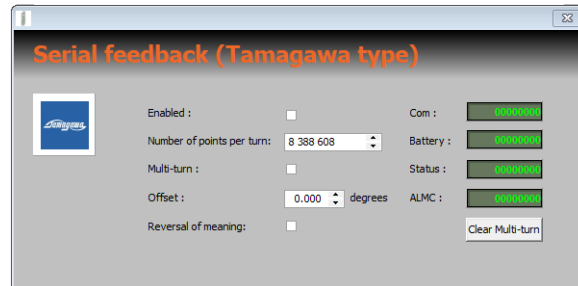 Serial feedback (Tamagawa type)
Tamagawa
Enabled :
Com : 00000000
Number of points per turn: 8 388 608
Battery : 00000000
Multi-turn :
Status : 00000000
Offset : 0.000 degrees
ALMC : 00000000
Reversal of meaning:
Clear Multi-turn